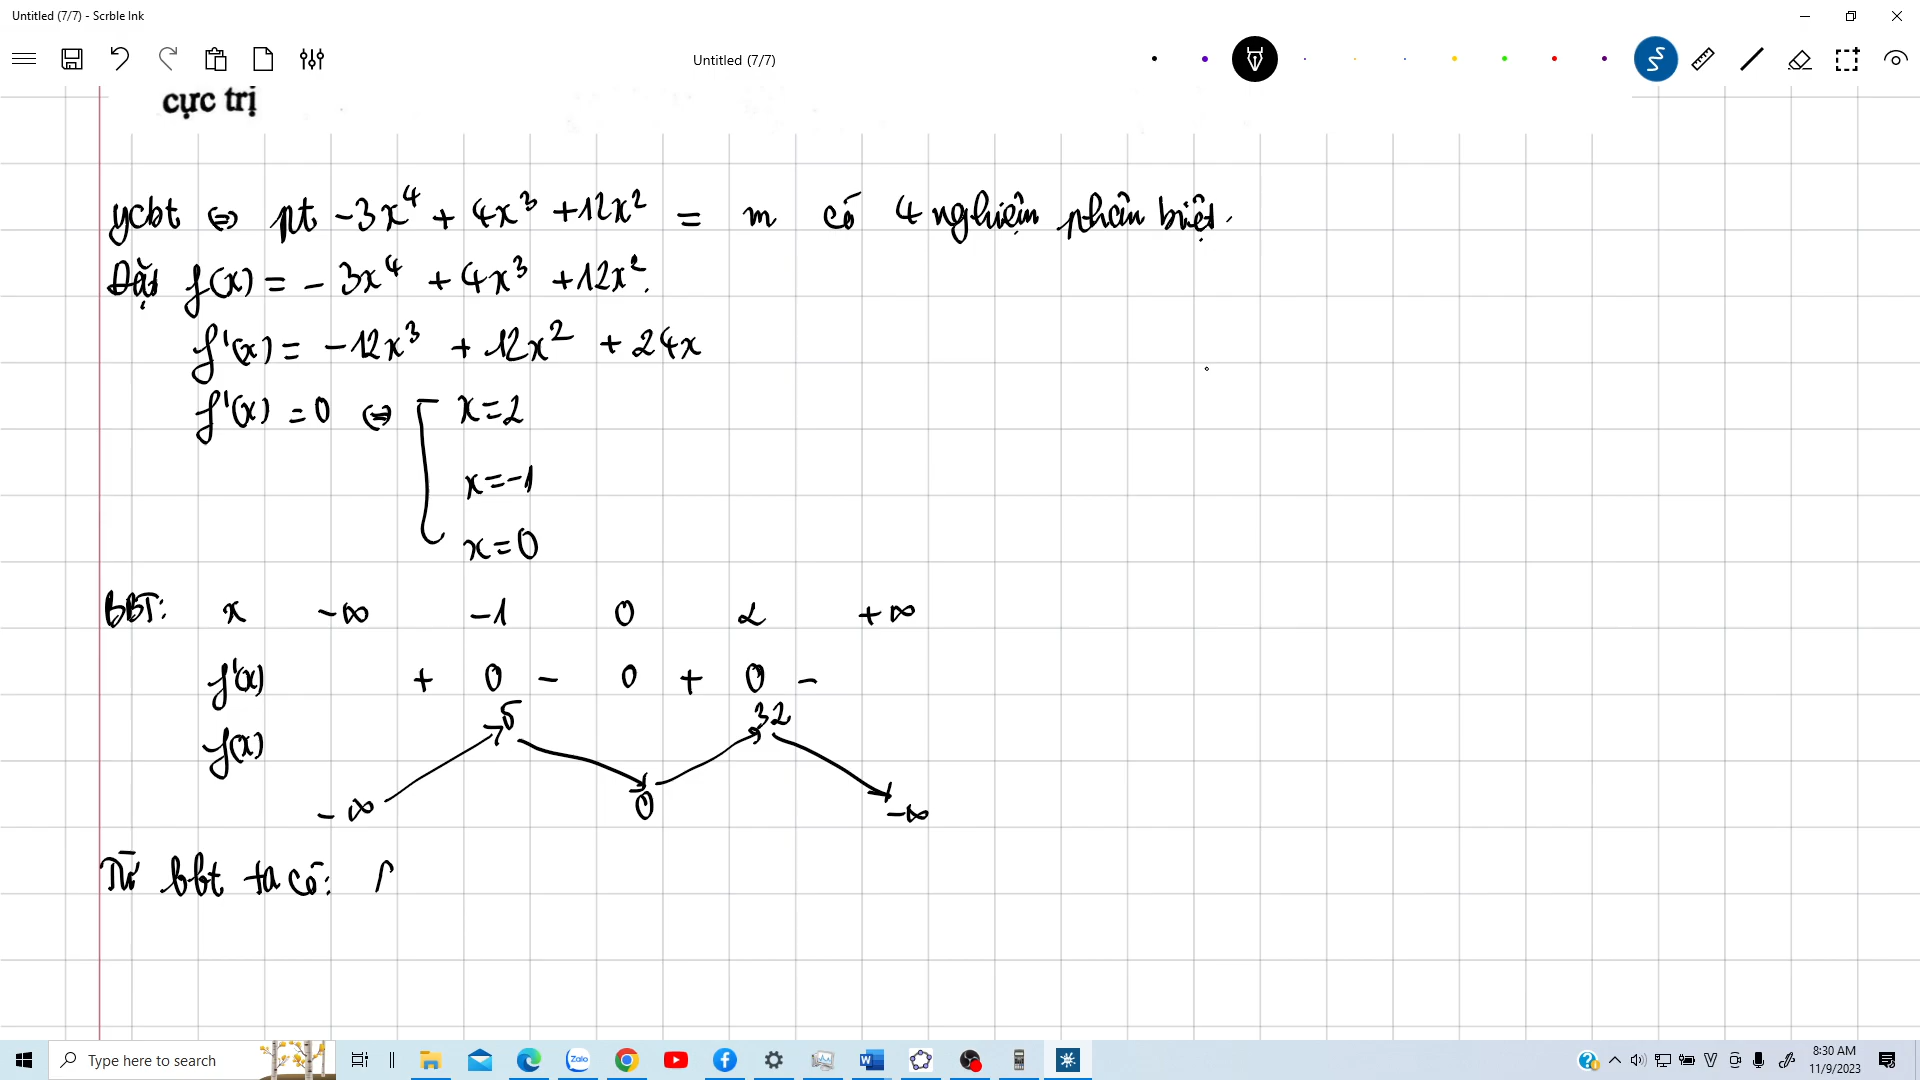 Untitled (7/7) - Scrble Ink
Untitled (7/7)
cực trị
ycbt ⇔ pt -3x⁴ + 4x³ + 12x² = m có 4 nghiệm phân biệt.
Đặt f(x) = -3x⁴ + 4x³ + 12x².
f'(x) = -12x³ + 12x² + 24x
f'(x) = 0 ⇔ [ x = 2
x = -1
x = 0
BBT: x -∞ -1 0 2 +∞
f'(x) + 0 - 0 + 0 -
5 32
f(x)
-∞ 0 -∞
Từ bbt ta có:
Type here to search
Zalo
8:30 AM
11/9/2023